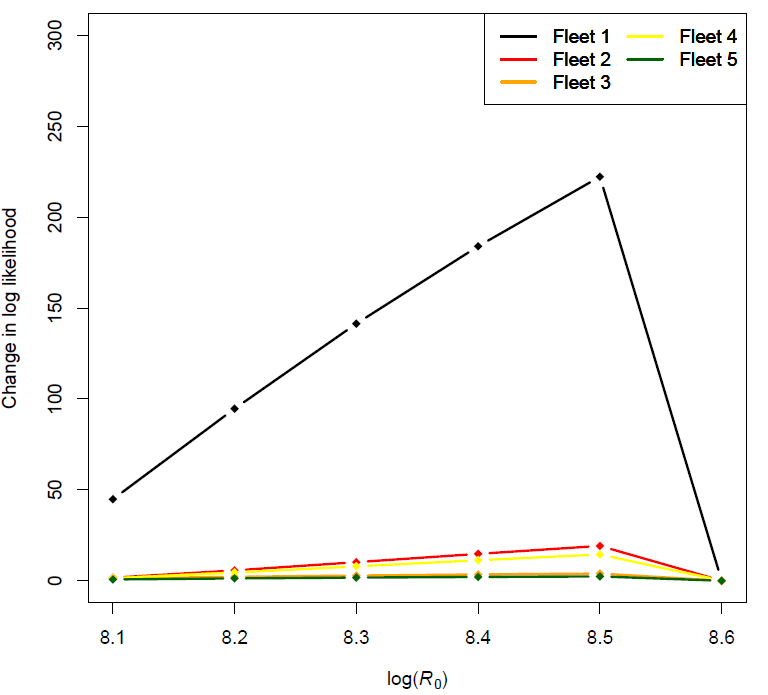 Fleet 1
Fleet 2
Fleet 3
Fleet 4
Fleet 5
Change in log likelihood
300
250
200
150
100
50
0
8.1 8.2 8.3 8.4 8.5 8.6
log(R0)